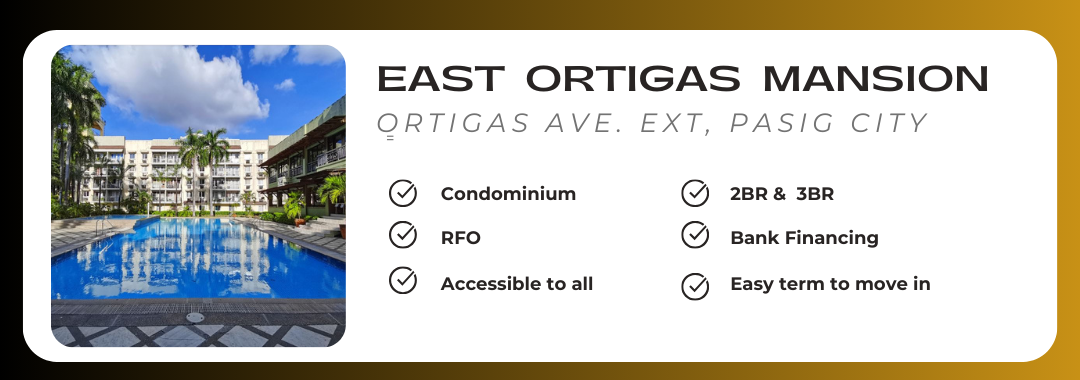 EAST ORTIGAS MANSION
ORTIGAS AVE. EXT, PASIG CITY
Condominium
2BR & 3BR
RFO
Bank Financing
Accessible to all
Easy term to move in